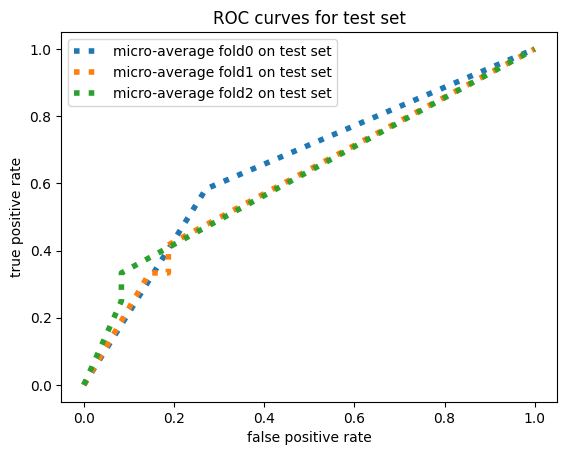 ROC curves for test set
micro-average fold0 on test set
micro-average fold1 on test set
micro-average fold2 on test set
true positive rate
1.0
0.8
0.6
0.4
0.2
0.0
0.0 0.2 0.4 0.6 0.8 1.0
false positive rate